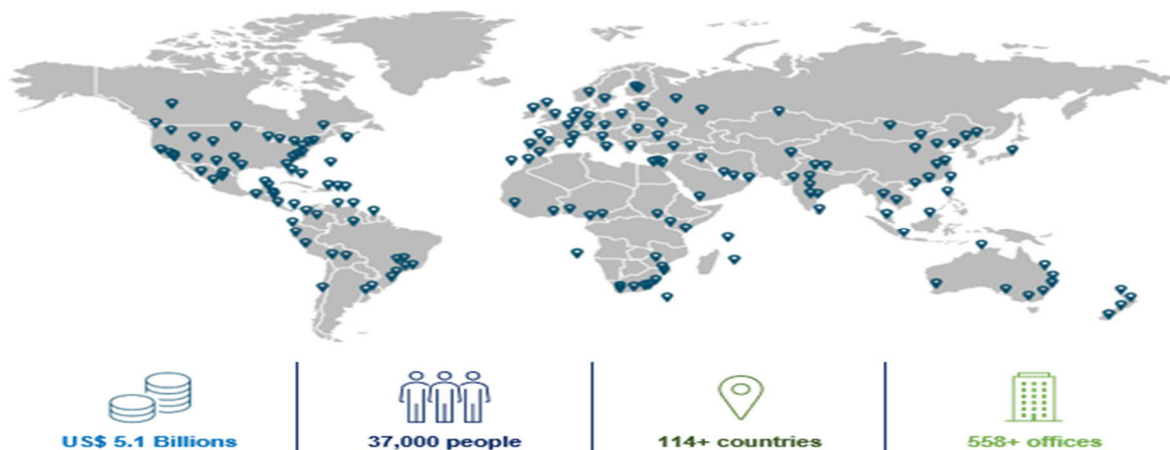 US$ 5.1 Billions
37,000 people
114+ countries
558+ offices